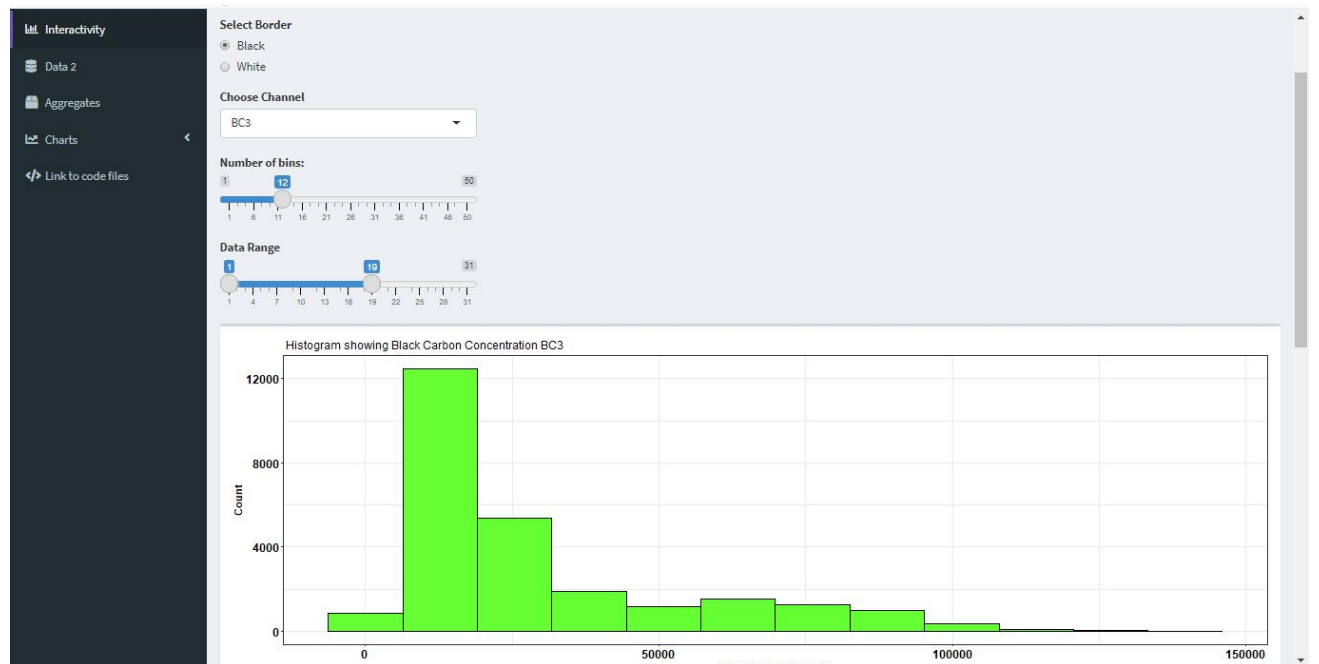 Interactivity
Data 2
Aggregates
Charts
Link to code files
Select Border
Black
White
Choose Channel
BC3
Number of bins:
1 12 50
1 6 11 16 21 26 31 36 41 46 50
Data Range
1 19 31
1 4 7 10 13 16 19 22 25 28 31
Histogram showing Black Carbon Concentration BC3
12000
8000
4000
0
Count
0 50000 100000 150000